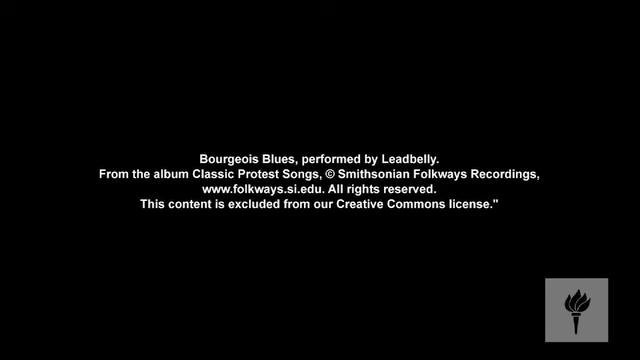 Bourgeois Blues, performed by Leadbelly.
From the album Classic Protest Songs, © Smithsonian Folkways Recordings,
www.folkways.si.edu. All rights reserved.
This content is excluded from our Creative Commons license."